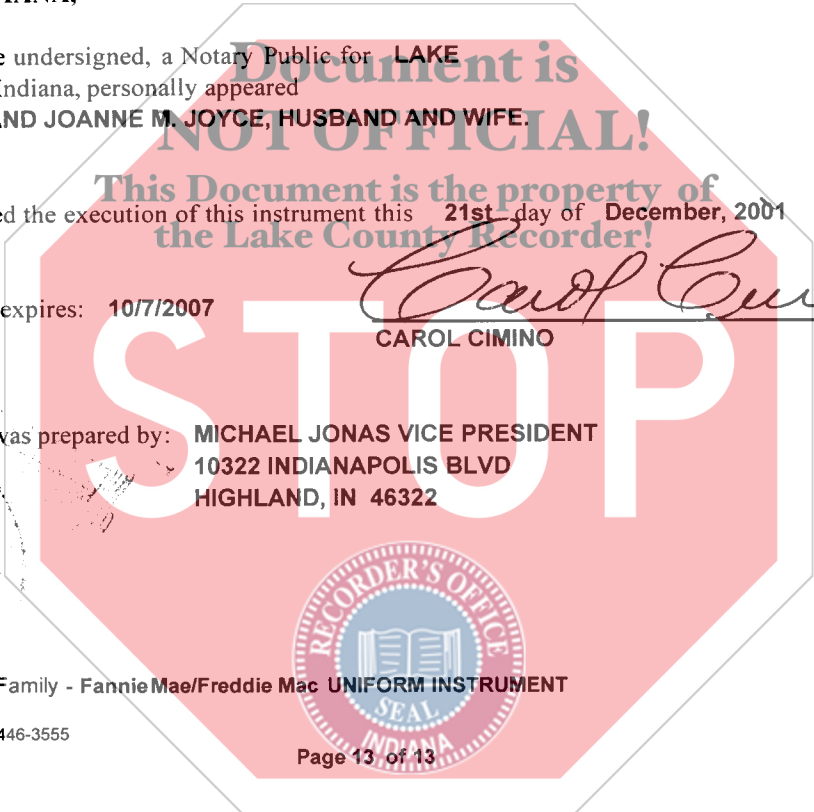 e undersigned, a Notary Public for LAKE
Document is
Indiana, personally appeared
AND JOANNE M. JOYCE, HUSBAND AND WIFE.
NOT OFFICIAL!
This Document is the property of
ed the execution of this instrument this 21st day of December, 2001
the Lake County Recorder!
expires: 10/7/2007
Carol
CAROL CIMINO
STOP
was prepared by: MICHAEL JONAS VICE PRESIDENT
10322 INDIANAPOLIS BLVD
HIGHLAND, IN 46322
RECORDER'S OFFICE
Family - Fannie Mae/Freddie Mac UNIFORM INSTRUMENT
SEAL
446-3555
INDIANA
Page 13 of 13